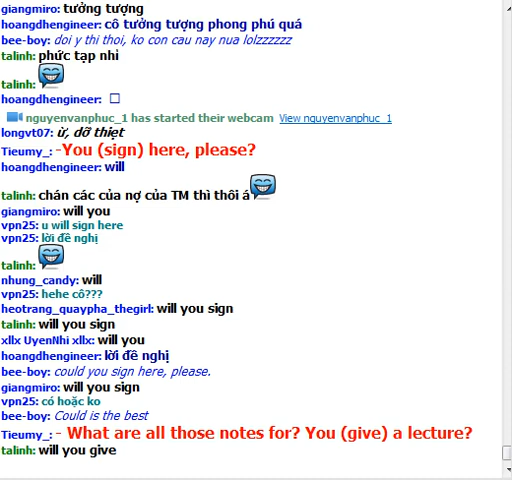 giangmiro: tưởng tượng
hoangdhengineer: cô tưởng tượng phong phú quá
bee-boy: doi y thi thoi, ko con cau nay nua lolzzzzzz
talinh: phức tạp nhỉ
talinh:
hoangdhengineer: □
nguyenvanphuc_1 has started their webcam View nguyenvanphuc_1
longvt07: ừ, dỡ thiệt
Tieumy_: -You (sign) here, please?
hoangdhengineer: will
talinh: chán các của nợ của TM thì thôi á
giangmiro: will you
vpn25: u will sign here
vpn25: lời đề nghị
talinh:
nhung_candy: will
vpn25: hehe cô???
heotrang_quaypha_thegirl: will you sign
talinh: will you sign
xllx UyenNhi xllx: will you
hoangdhengineer: lời đề nghị
bee-boy: could you sign here, please.
giangmiro: will you sign
vpn25: có hoặc ko
bee-boy: Could is the best
Tieumy_: - What are all those notes for? You (give) a lecture?
talinh: will you give